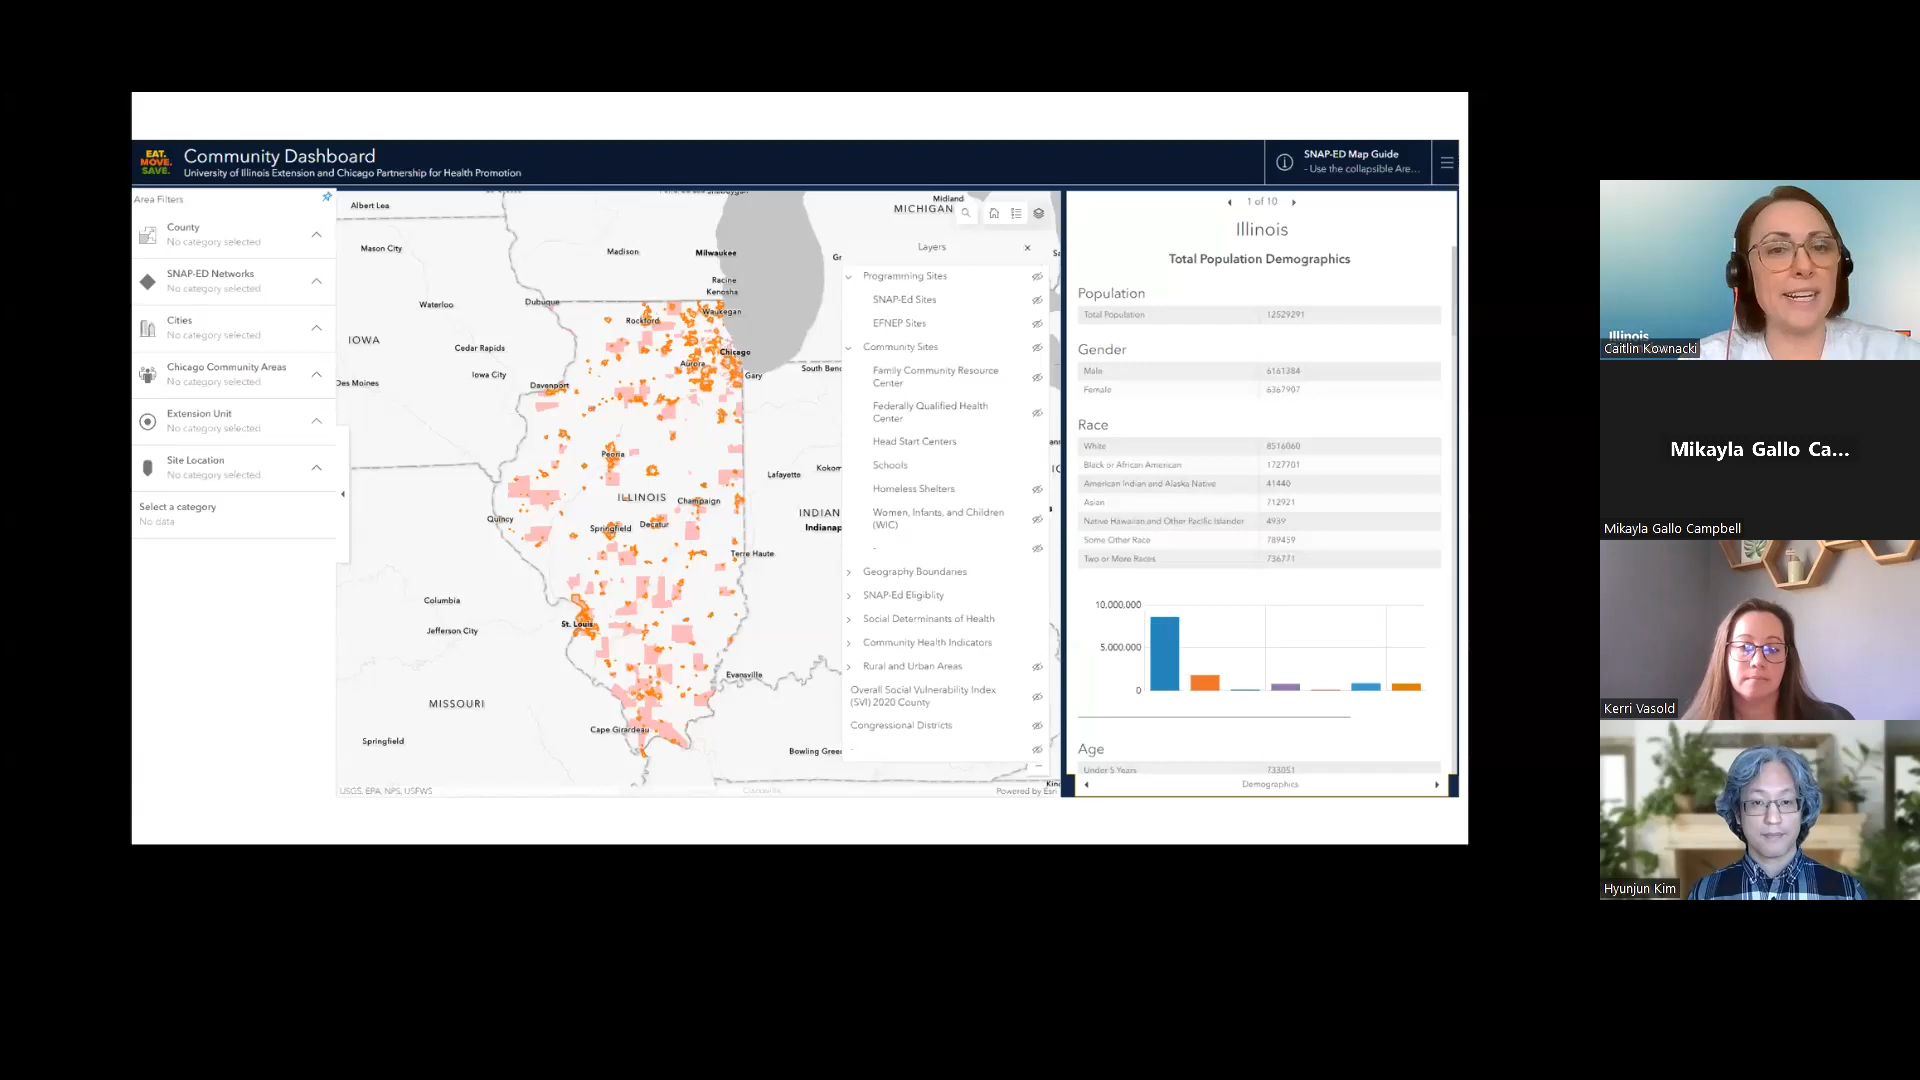 EAT.
MOVE.
SAVE.
Community Dashboard
University of Illinois Extension and Chicago Partnership for Health Promotion
SNAP-ED Map Guide
- Use the collapsible Are...
Area Filters
County
No category selected
SNAP-ED Networks
No category selected
Cities
No category selected
Chicago Community Areas
No category selected
Extension Unit
No category selected
Site Location
No category selected
Select a category
No data
Albert Lea
Mason City
Madison
Milwaukee
Midland
MICHIGAN
Racine
Kenosha
Waterloo
Dubuque
Waukegan
Rockford
IOWA
Cedar Rapids
Chicago
Aurora
Iowa City
Gary
South Bend
Des Moines
Davenport
Peoria
Lafayette
Kokom
ILLINOIS
Champaign
Quincy
Springfield
Decatur
INDIAN
Indianap
Terre Haute
Columbia
Jefferson City
St. Louis
Evansville
MISSOURI
Cape Girardeau
Springfield
Bowling Green
Clarksville
USGS, EPA, NPS, USFWS
Powered by Esri
Layers
Programming Sites
SNAP-Ed Sites
EFNEP Sites
Community Sites
Family Community Resource
Center
Federally Qualified Health
Center
Head Start Centers
Schools
Homeless Shelters
Women, Infants, and Children
(WIC)
-
Geography Boundaries
SNAP-Ed Eligiblity
Social Determinants of Health
Community Health Indicators
Rural and Urban Areas
Overall Social Vulnerability Index
(SVI) 2020 County
Congressional Districts
-
1 of 10
Illinois
Total Population Demographics
Population
Total Population 12529291
Gender
Male 6161384
Female 6367907
Race
White 8516060
Black or African American 1727701
American Indian and Alaska Native 41440
Asian 712921
Native Hawaiian and Other Pacific Islander 4939
Some Other Race 789459
Two or More Races 736771
10,000,000
5,000,000
0
Age
Under 5 Years 733051
Demographics
Illinois
Caitlin Kownacki
Mikayla Gallo Ca...
Mikayla Gallo Campbell
Kerri Vasold
Hyunjun Kim